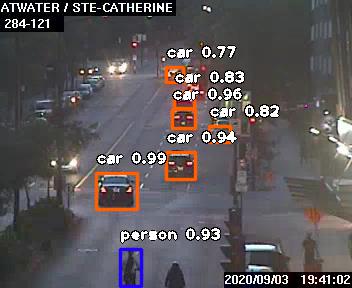 ATWATER / STE-CATHERINE
284-121
car 0.77
car 0.83
car 0.96
car 0.82
car 0.94
car 0.99
person 0.93
2020/09/03 19:41:02